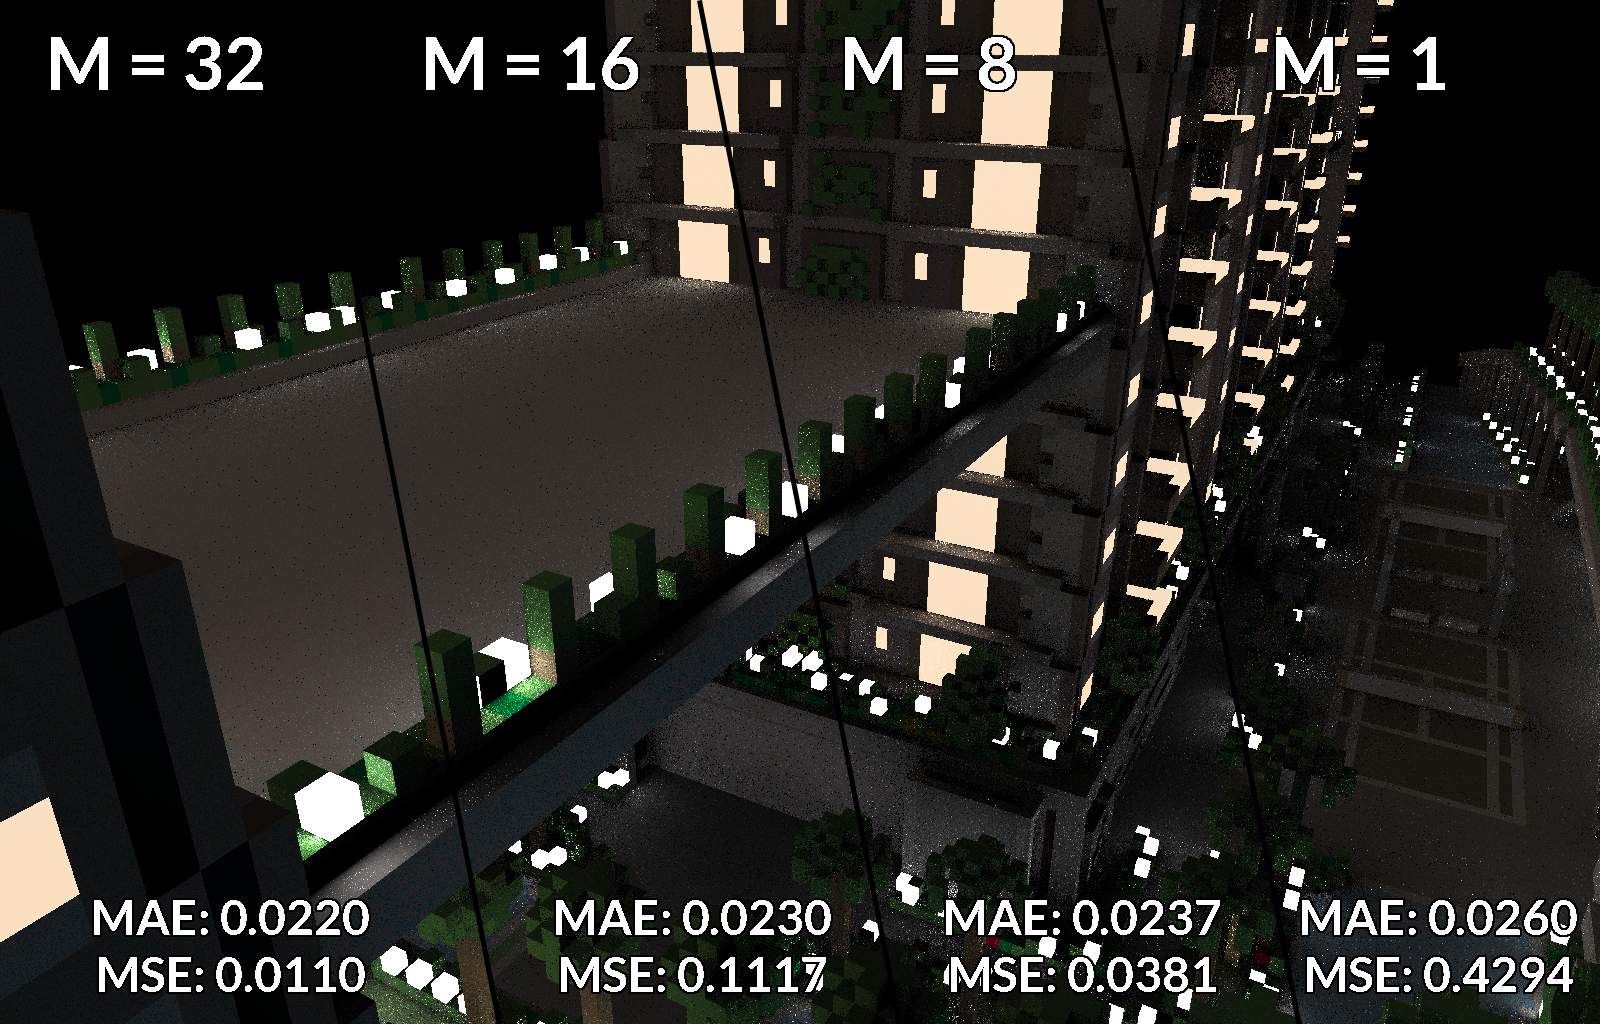 M = 32
M = 16
M = 8
M = 1
MAE: 0.0220
MSE: 0.0110
MAE: 0.0230
MSE: 0.1117
MAE: 0.0237
MSE: 0.0381
MAE: 0.0260
MSE: 0.4294